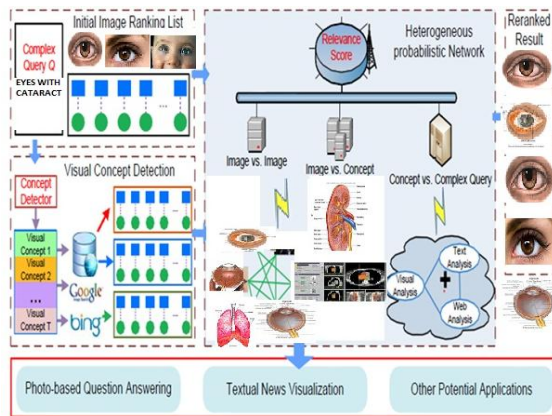 Initial Image Ranking List
Complex
Query Q
EYES WITH
CATARACT
Heterogeneous
probabilistic Network
Relevance
Score
Image vs. Image
Image vs. Concept
Concept vs. Complex Query
Reranked
Result
Visual Concept Detection
Concept
Detector
Visual
Concept 1
Visual
Concept 2
...
Visual
Concept T
Google
bing
Text
Analysis
Visual
Analysis
+
Web
Analysis
Photo-based Question Answering
Textual News Visualization
Other Potential Applications